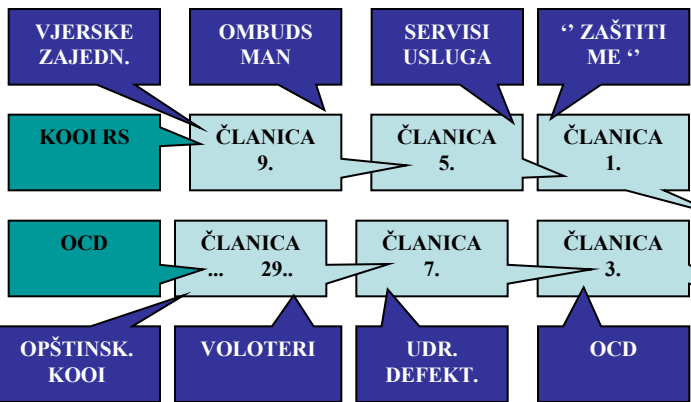 VJERSKE
ZAJEDN.
OMBUDS
MAN
SERVISI
USLUGA
‘’ ZAŠTITI
ME ‘’
KOOI RS
ČLANICA
9.
ČLANICA
5.
ČLANICA
1.
OCD
ČLANICA
... 29..
ČLANICA
7.
ČLANICA
3.
OPŠTINSK.
KOOI
VOLOTERI
UDR.
DEFEKT.
OCD